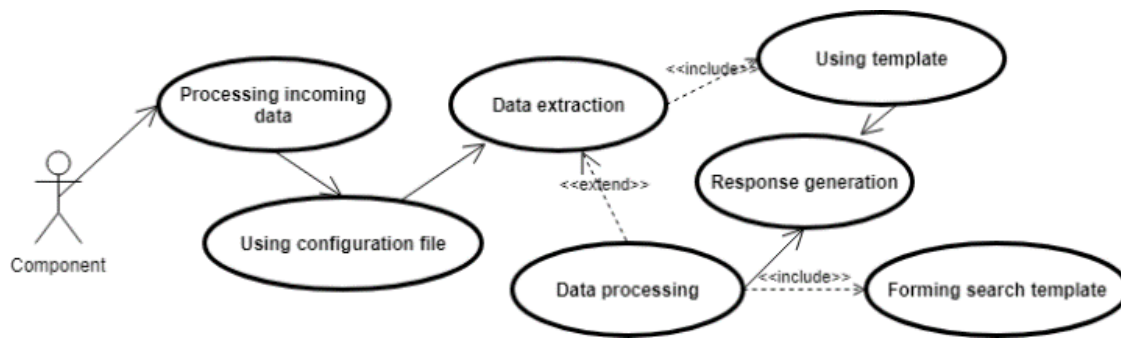 Using template
<<include>>
Processing incoming
data
Data extraction
Response generation
<<extend>>
Using configuration file
Component
<<include>>
Data processing
Forming search template